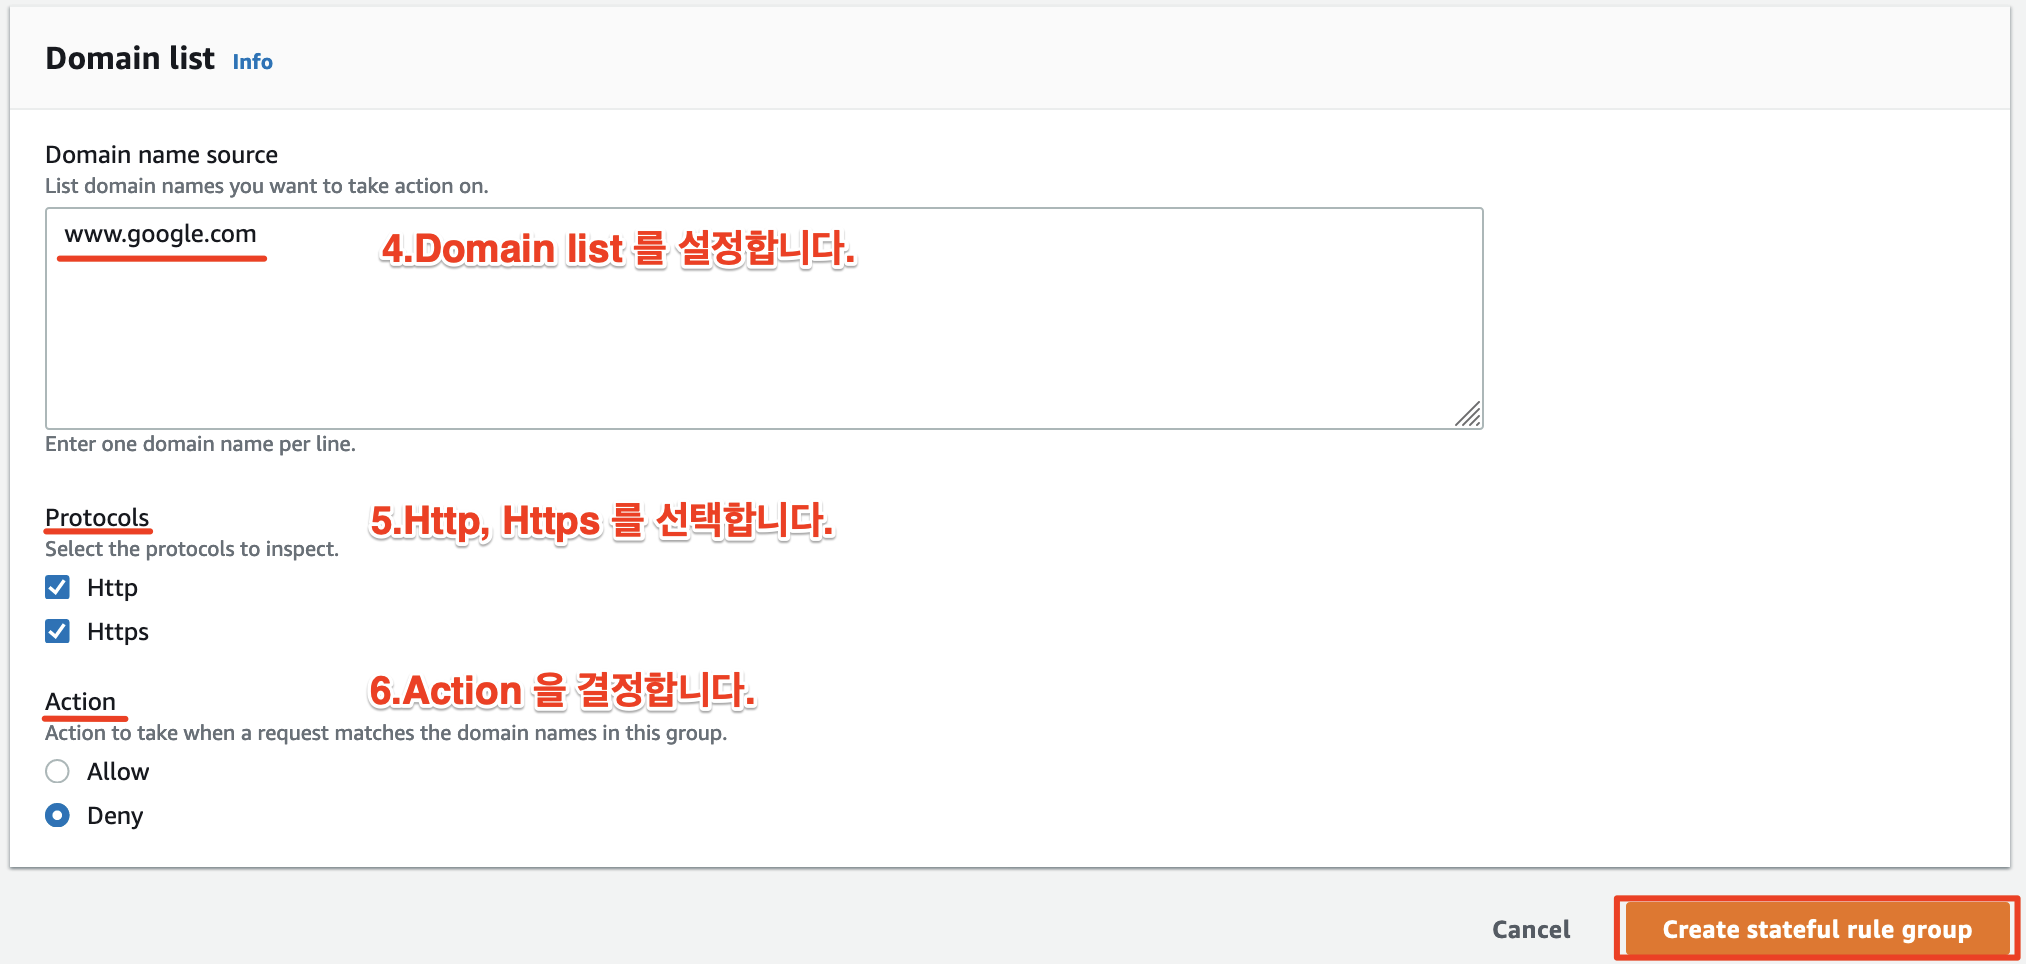 Domain list Info
Domain name source
List domain names you want to take action on.
www.google.com
4.Domain list 를 설정합니다.
Enter one domain name per line.
Protocols
5.Http, Https 를 선택합니다.
Select the protocols to inspect.
Http
Https
Action
6.Action 을 결정합니다.
Action to take when a request matches the domain names in this group.
Allow
Deny
Cancel
Create stateful rule group